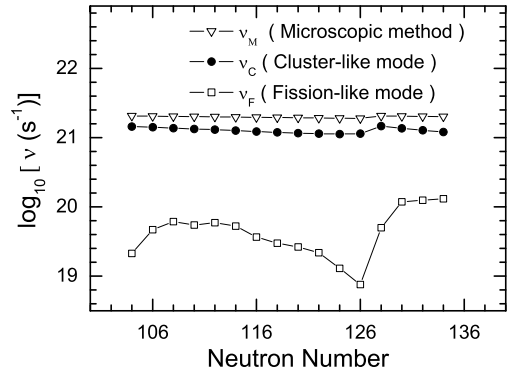 ν_M ( Microscopic method )
ν_C ( Cluster-like mode )
ν_F ( Fission-like mode )
log_10 [ ν (s^-1)]
22
21
20
19
106 116 126 136
Neutron Number